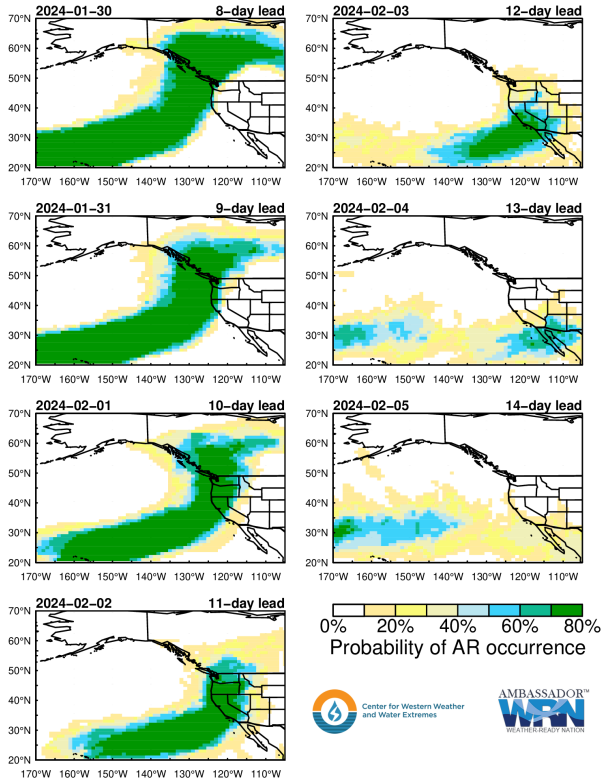 2024-01-30 8-day lead
70°N
60°N
50°N
40°N
30°N
20°N
170°W 160°W 150°W 140°W 130°W 120°W 110°W
2024-01-31 9-day lead
70°N
60°N
50°N
40°N
30°N
20°N
170°W 160°W 150°W 140°W 130°W 120°W 110°W
2024-02-01 10-day lead
70°N
60°N
50°N
40°N
30°N
20°N
170°W 160°W 150°W 140°W 130°W 120°W 110°W
2024-02-02 11-day lead
70°N
60°N
50°N
40°N
30°N
20°N
170°W 160°W 150°W 140°W 130°W 120°W 110°W
2024-02-03 12-day lead
70°N
60°N
50°N
40°N
30°N
20°N
170°W 160°W 150°W 140°W 130°W 120°W 110°W
2024-02-04 13-day lead
70°N
60°N
50°N
40°N
30°N
20°N
170°W 160°W 150°W 140°W 130°W 120°W 110°W
2024-02-05 14-day lead
70°N
60°N
50°N
40°N
30°N
20°N
170°W 160°W 150°W 140°W 130°W 120°W 110°W
0% 20% 40% 60% 80%
Probability of AR occurrence
Center for Western Weather
and Water Extremes
AMBASSADOR™
WRN
WEATHER-READY NATION